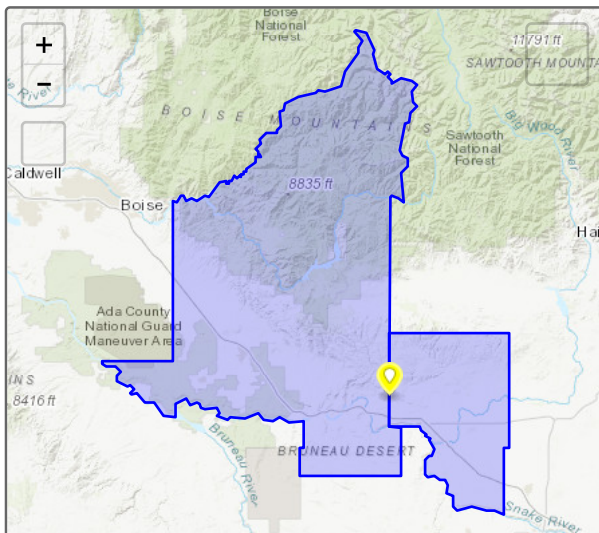 Boise
National
Forest
+
−
11791 ft
SAWTOOTH MOUNTA
BOISE MOUNTAINS
Big Wood River
Sawtooth
National
Forest
Caldwell
8835 ft
Boise
Hai
Ada County
National Guard
Maneuver Area
INS
8416 ft
Bruneau River
BRUNEAU DESERT
Snake River